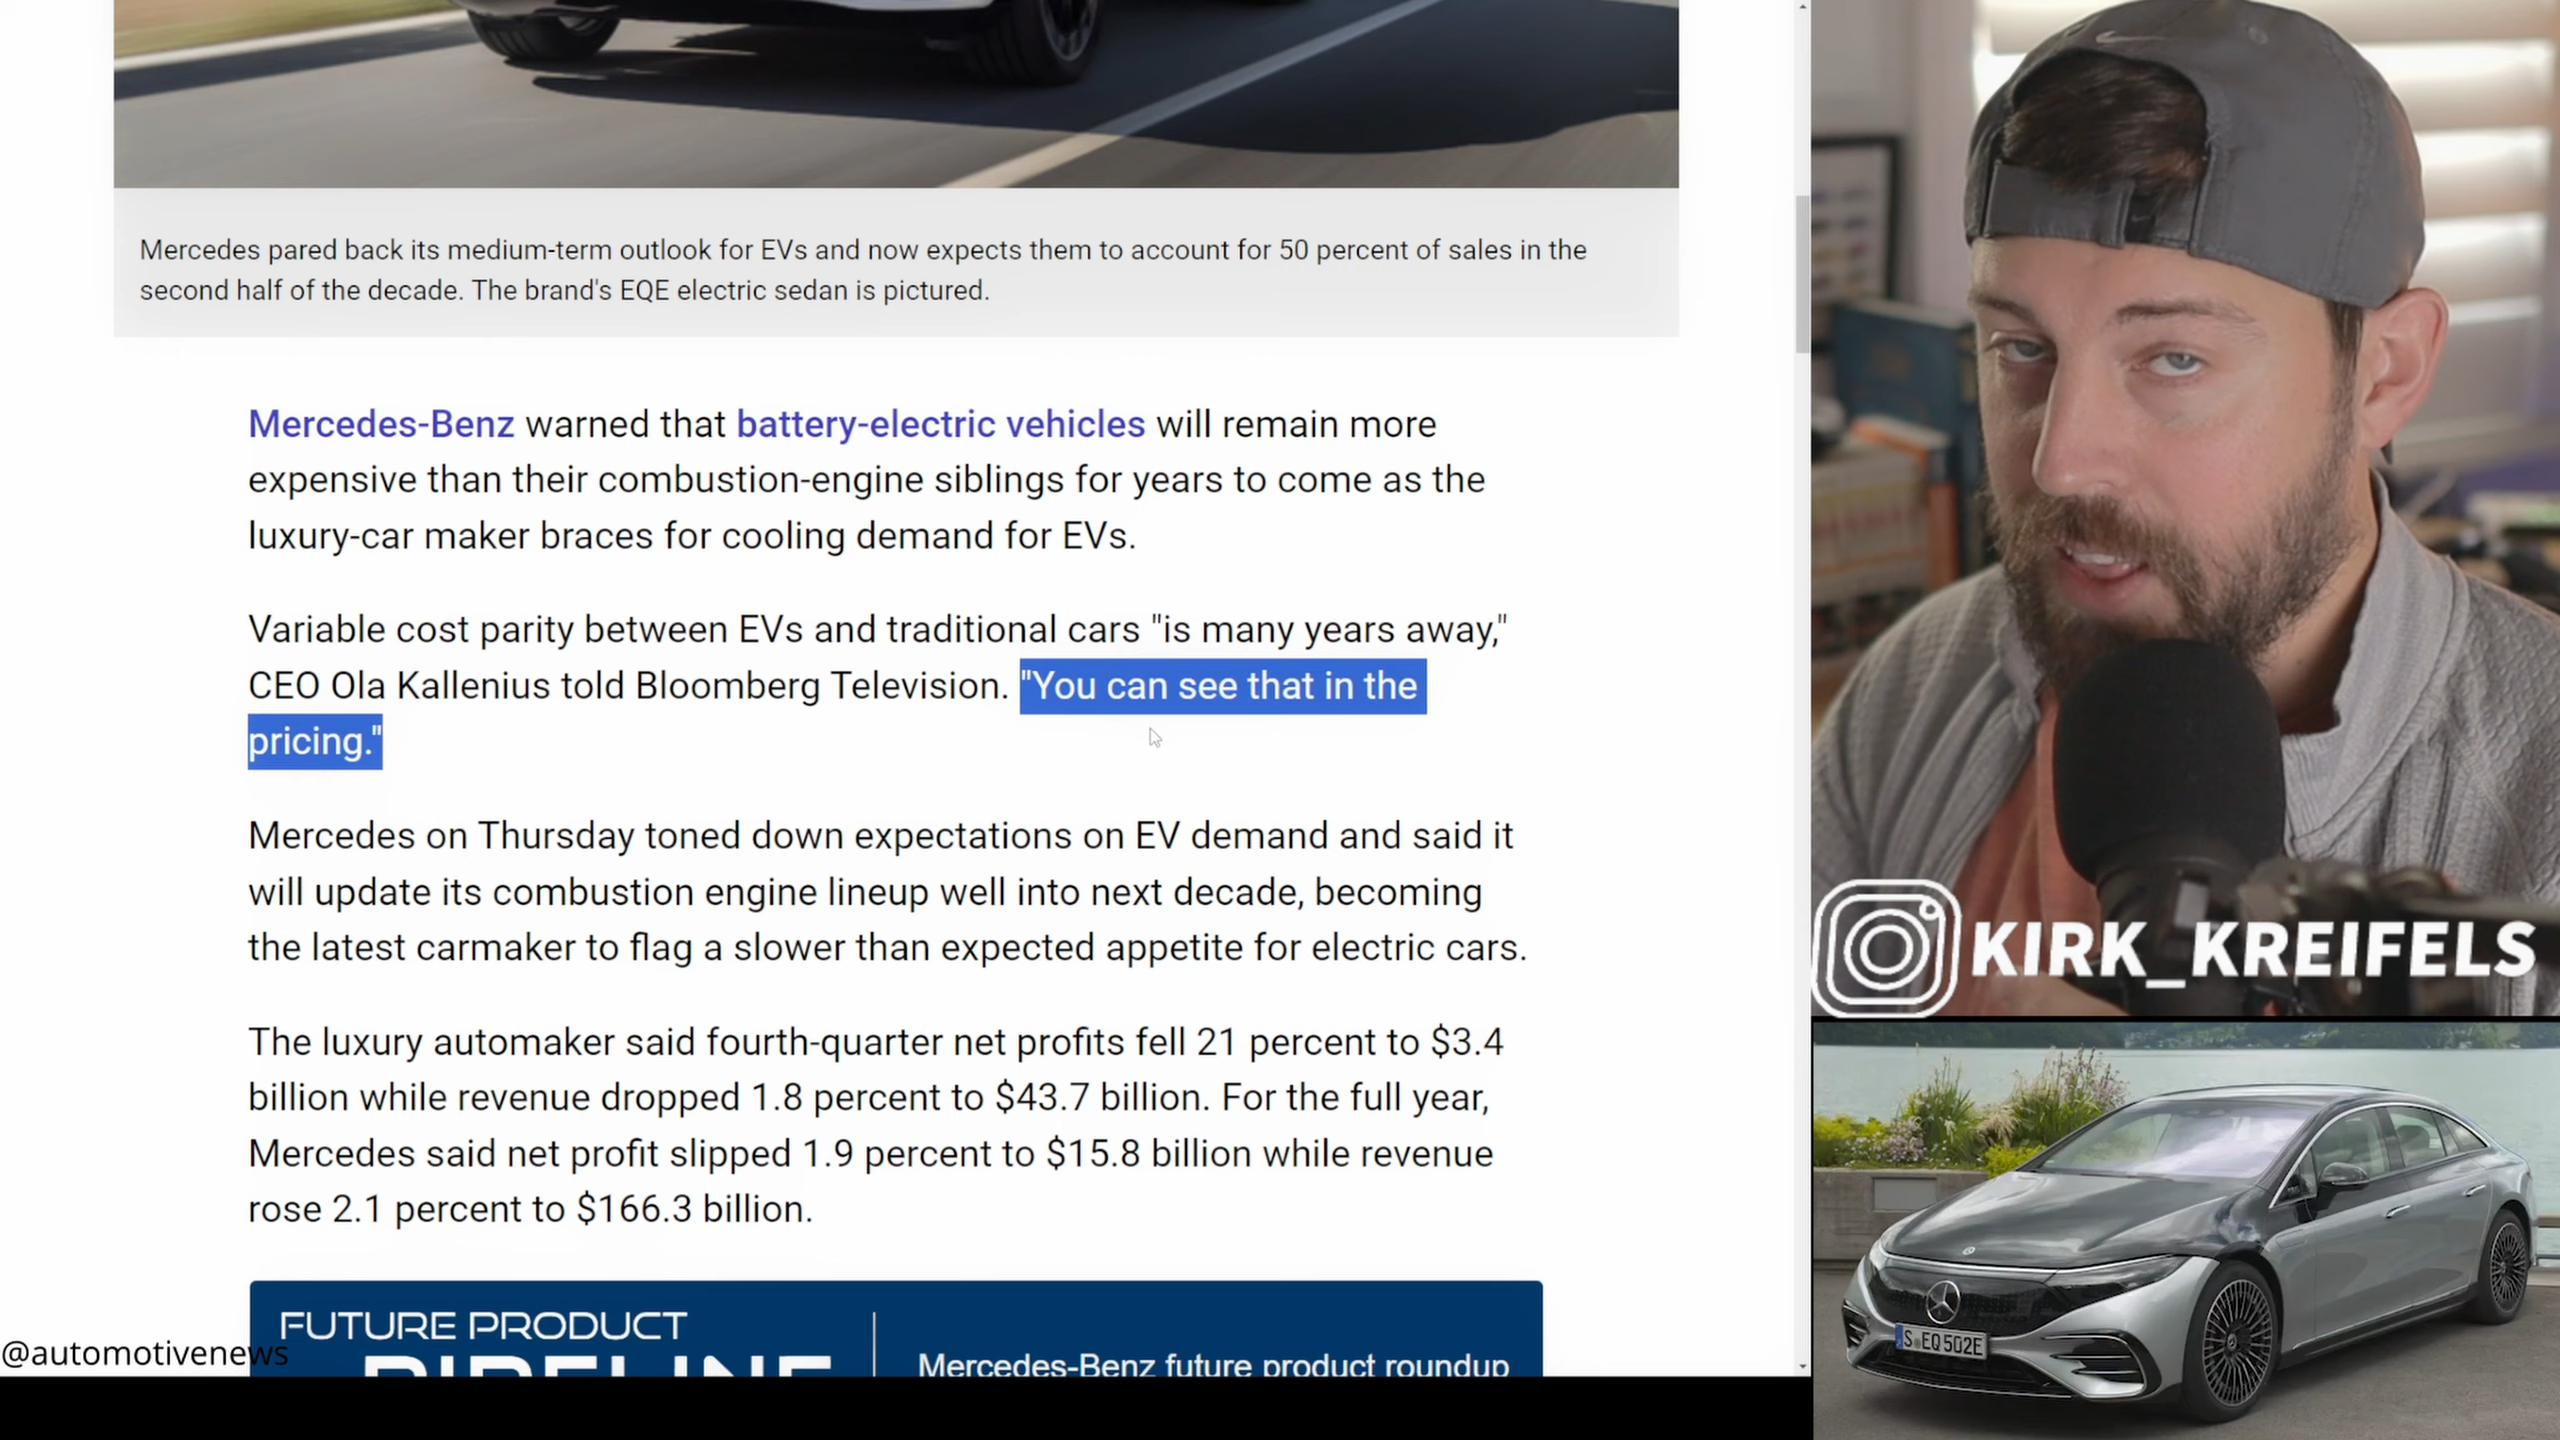 Mercedes pared back its medium-term outlook for EVs and now expects them to account for 50 percent of sales in the
second half of the decade. The brand's EQE electric sedan is pictured.
Mercedes-Benz warned that battery-electric vehicles will remain more
expensive than their combustion-engine siblings for years to come as the
luxury-car maker braces for cooling demand for EVs.
Variable cost parity between EVs and traditional cars "is many years away,"
CEO Ola Kallenius told Bloomberg Television. "You can see that in the
pricing."
Mercedes on Thursday toned down expectations on EV demand and said it
will update its combustion engine lineup well into next decade, becoming
the latest carmaker to flag a slower than expected appetite for electric cars.
The luxury automaker said fourth-quarter net profits fell 21 percent to $3.4
billion while revenue dropped 1.8 percent to $43.7 billion. For the full year,
Mercedes said net profit slipped 1.9 percent to $15.8 billion while revenue
rose 2.1 percent to $166.3 billion.
FUTURE PRODUCT
PIPELINE
Mercedes-Benz future product roundup
@automotivenews
KIRK_KREIFELS
S EQ 502E